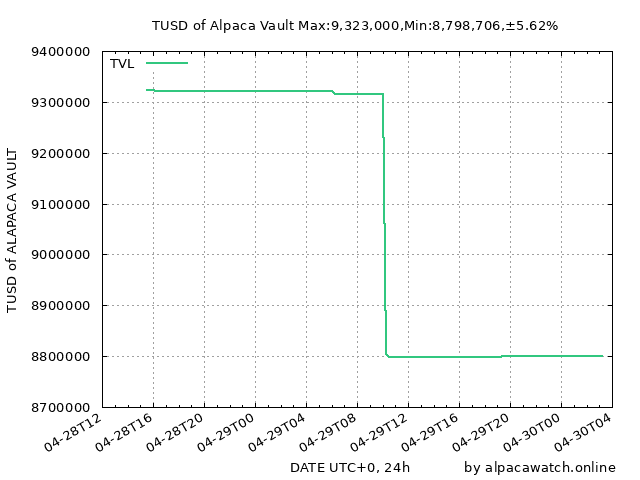 TUSD of Alpaca Vault Max:9,323,000,Min:8,798,706,±5.62%
TVL
9400000
9300000
9200000
9100000
9000000
8900000
8800000
8700000
TUSD of ALAPACA VAULT
04-28T12
04-28T16
04-28T20
04-29T00
04-29T04
04-29T08
04-29T12
04-29T16
04-29T20
04-30T00
04-30T04
DATE UTC+0, 24h
by alpacawatch.online